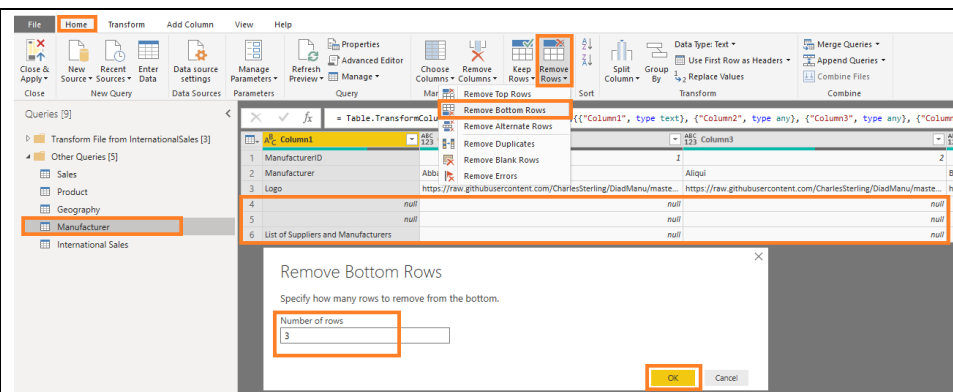 File Home Transform Add Column View Help
Close & Apply
New Source
Recent Sources
Enter Data
Data source settings
Manage Parameters
Refresh Preview
Properties
Advanced Editor
Manage
Choose Columns
Remove Columns
Keep Rows
Remove Rows
Split Column
Group By
Data Type: Text
Use First Row as Headers
Replace Values
Merge Queries
Append Queries
Combine Files
Close New Query Data Sources Parameters Query Sort Transform Combine
Remove Top Rows
Remove Bottom Rows
Remove Alternate Rows
Remove Duplicates
Remove Blank Rows
Remove Errors
Queries [9]
Transform File from InternationalSales [3]
Other Queries [5]
Sales
Product
Geography
Manufacturer
International Sales
fx = Table.TransformColu {{"Column1", type text}, {"Column2", type any}, {"Column3", type any}, {"Column
ABC Column1 ABC 123 ABC 123 Column3
1 ManufacturerID 1 2
2 Manufacturer Abba Aliqui
3 Logo https://raw.githubusercontent.com/CharlesSterling/DiadManu/maste... https://raw.githubusercontent.com/CharlesSterling/DiadManu/maste...
4 null null null
5 null null null
6 List of Suppliers and Manufacturers null null
Remove Bottom Rows
Specify how many rows to remove from the bottom.
Number of rows
3
OK Cancel